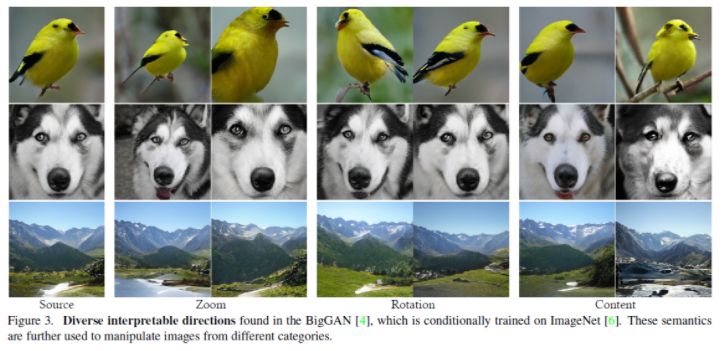 Source Zoom Rotation Content
Figure 3. Diverse interpretable directions found in the BigGAN [4], which is conditionally trained on ImageNet [6]. These semantics
are further used to manipulate images from different categories.